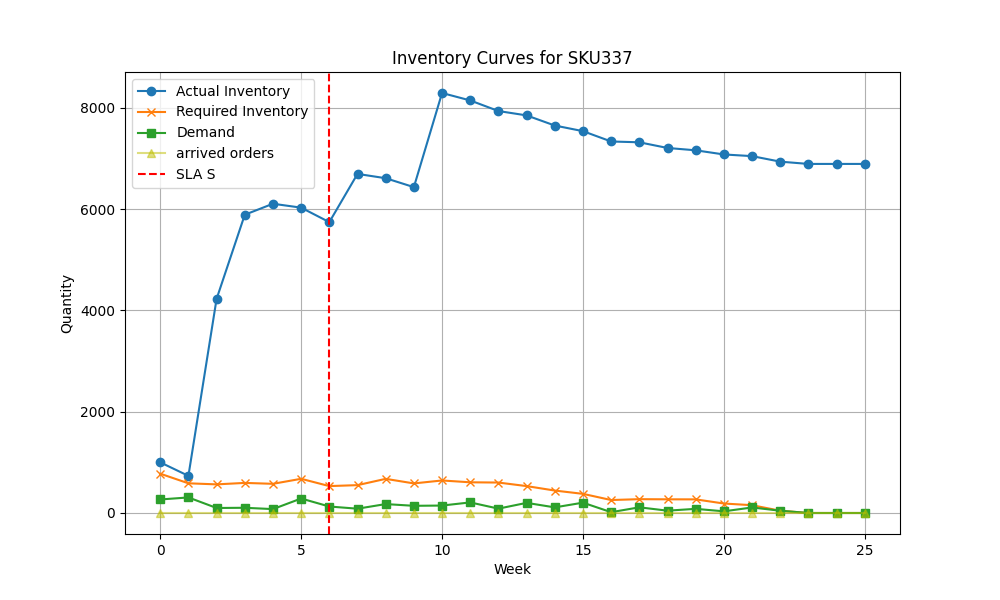 Inventory Curves for SKU337
Actual Inventory
Required Inventory
Demand
arrived orders
SLA S
8000
6000
4000
2000
0
Quantity
0
5
10
15
20
25
Week